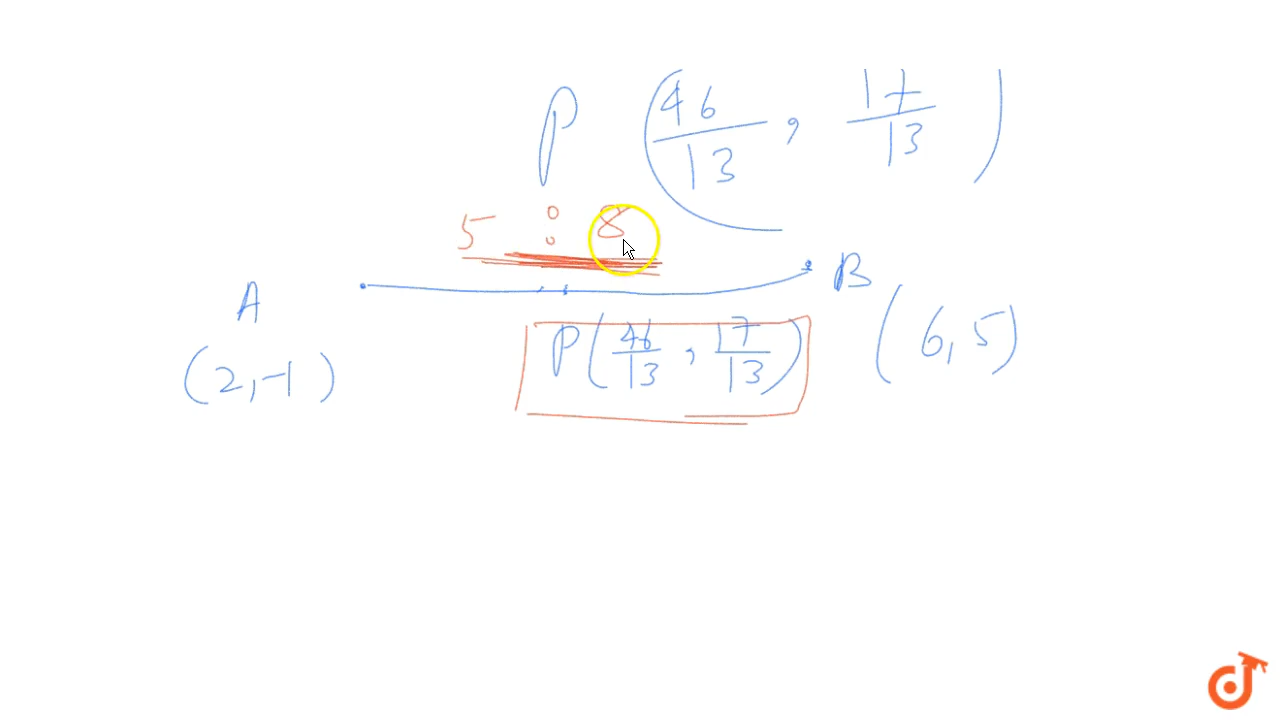 P (46/13, 17/13)
5 : 8
A B
(2,-1) P(46/13, 17/13) (6,5)